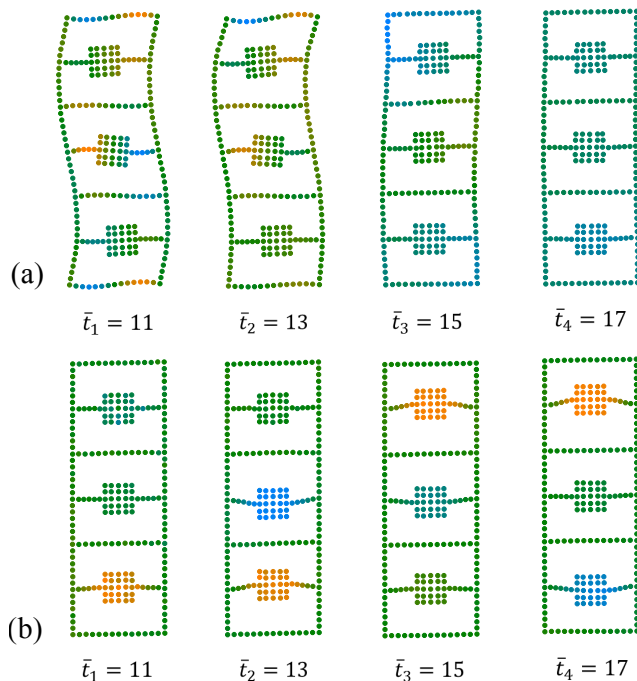 (a)
t̄₁ = 11 t̄₂ = 13 t̄₃ = 15 t̄₄ = 17
(b)
t̄₁ = 11 t̄₂ = 13 t̄₃ = 15 t̄₄ = 17